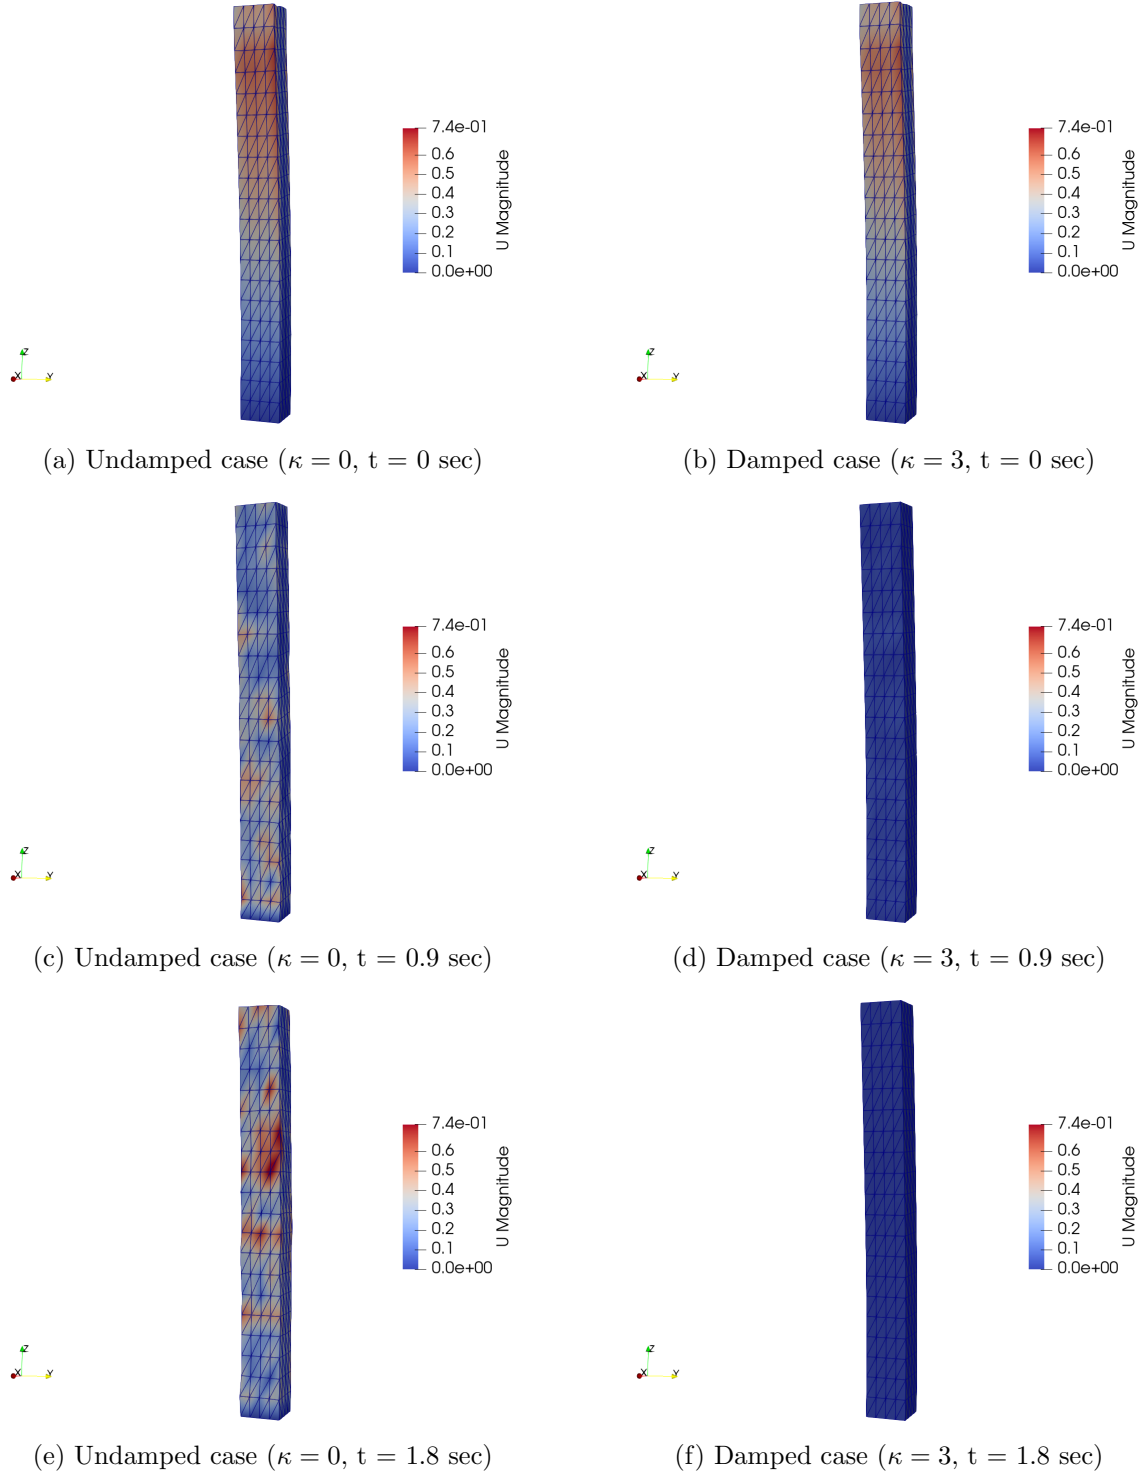 7.4e-01
0.6
0.5
0.4
0.3
0.2
0.1
0.0e+00
U Magnitude
Z
X
Y
7.4e-01
0.6
0.5
0.4
0.3
0.2
0.1
0.0e+00
U Magnitude
Z
X
Y
(a) Undamped case (κ = 0, t = 0 sec)
(b) Damped case (κ = 3, t = 0 sec)
7.4e-01
0.6
0.5
0.4
0.3
0.2
0.1
0.0e+00
U Magnitude
Z
X
Y
7.4e-01
0.6
0.5
0.4
0.3
0.2
0.1
0.0e+00
U Magnitude
Z
X
Y
(c) Undamped case (κ = 0, t = 0.9 sec)
(d) Damped case (κ = 3, t = 0.9 sec)
7.4e-01
0.6
0.5
0.4
0.3
0.2
0.1
0.0e+00
U Magnitude
Z
X
Y
7.4e-01
0.6
0.5
0.4
0.3
0.2
0.1
0.0e+00
U Magnitude
Z
X
Y
(e) Undamped case (κ = 0, t = 1.8 sec)
(f) Damped case (κ = 3, t = 1.8 sec)